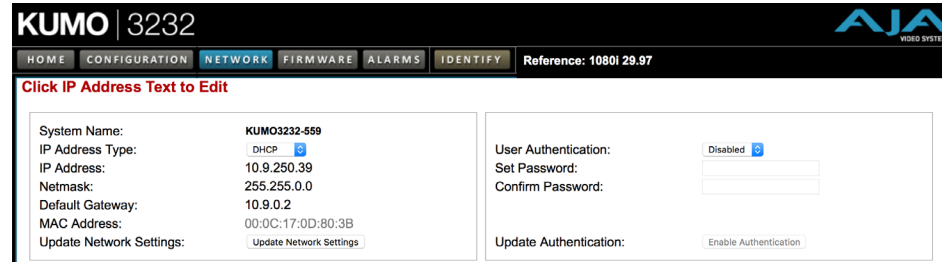 KUMO | 3232
AJA
VIDEO SYSTE
HOME CONFIGURATION NETWORK FIRMWARE ALARMS IDENTIFY Reference: 1080i 29.97
Click IP Address Text to Edit
System Name: KUMO3232-559
IP Address Type: DHCP
IP Address: 10.9.250.39
Netmask: 255.255.0.0
Default Gateway: 10.9.0.2
MAC Address: 00:0C:17:0D:80:3B
Update Network Settings: Update Network Settings
User Authentication: Disabled
Set Password:
Confirm Password:
Update Authentication: Enable Authentication